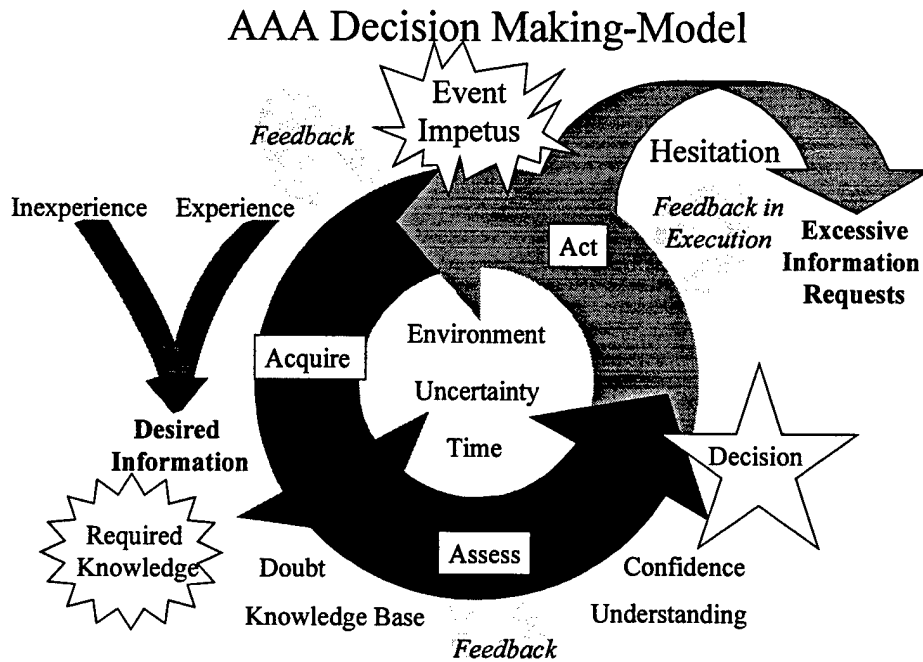 AAA Decision Making-Model
Event
Impetus
Feedback
Hesitation
Inexperience Experience
Feedback in
Execution
Excessive
Information
Requests
Act
Environment
Acquire
Uncertainty
Desired
Information
Time
Decision
Required
Knowledge
Assess
Doubt
Confidence
Knowledge Base
Understanding
Feedback